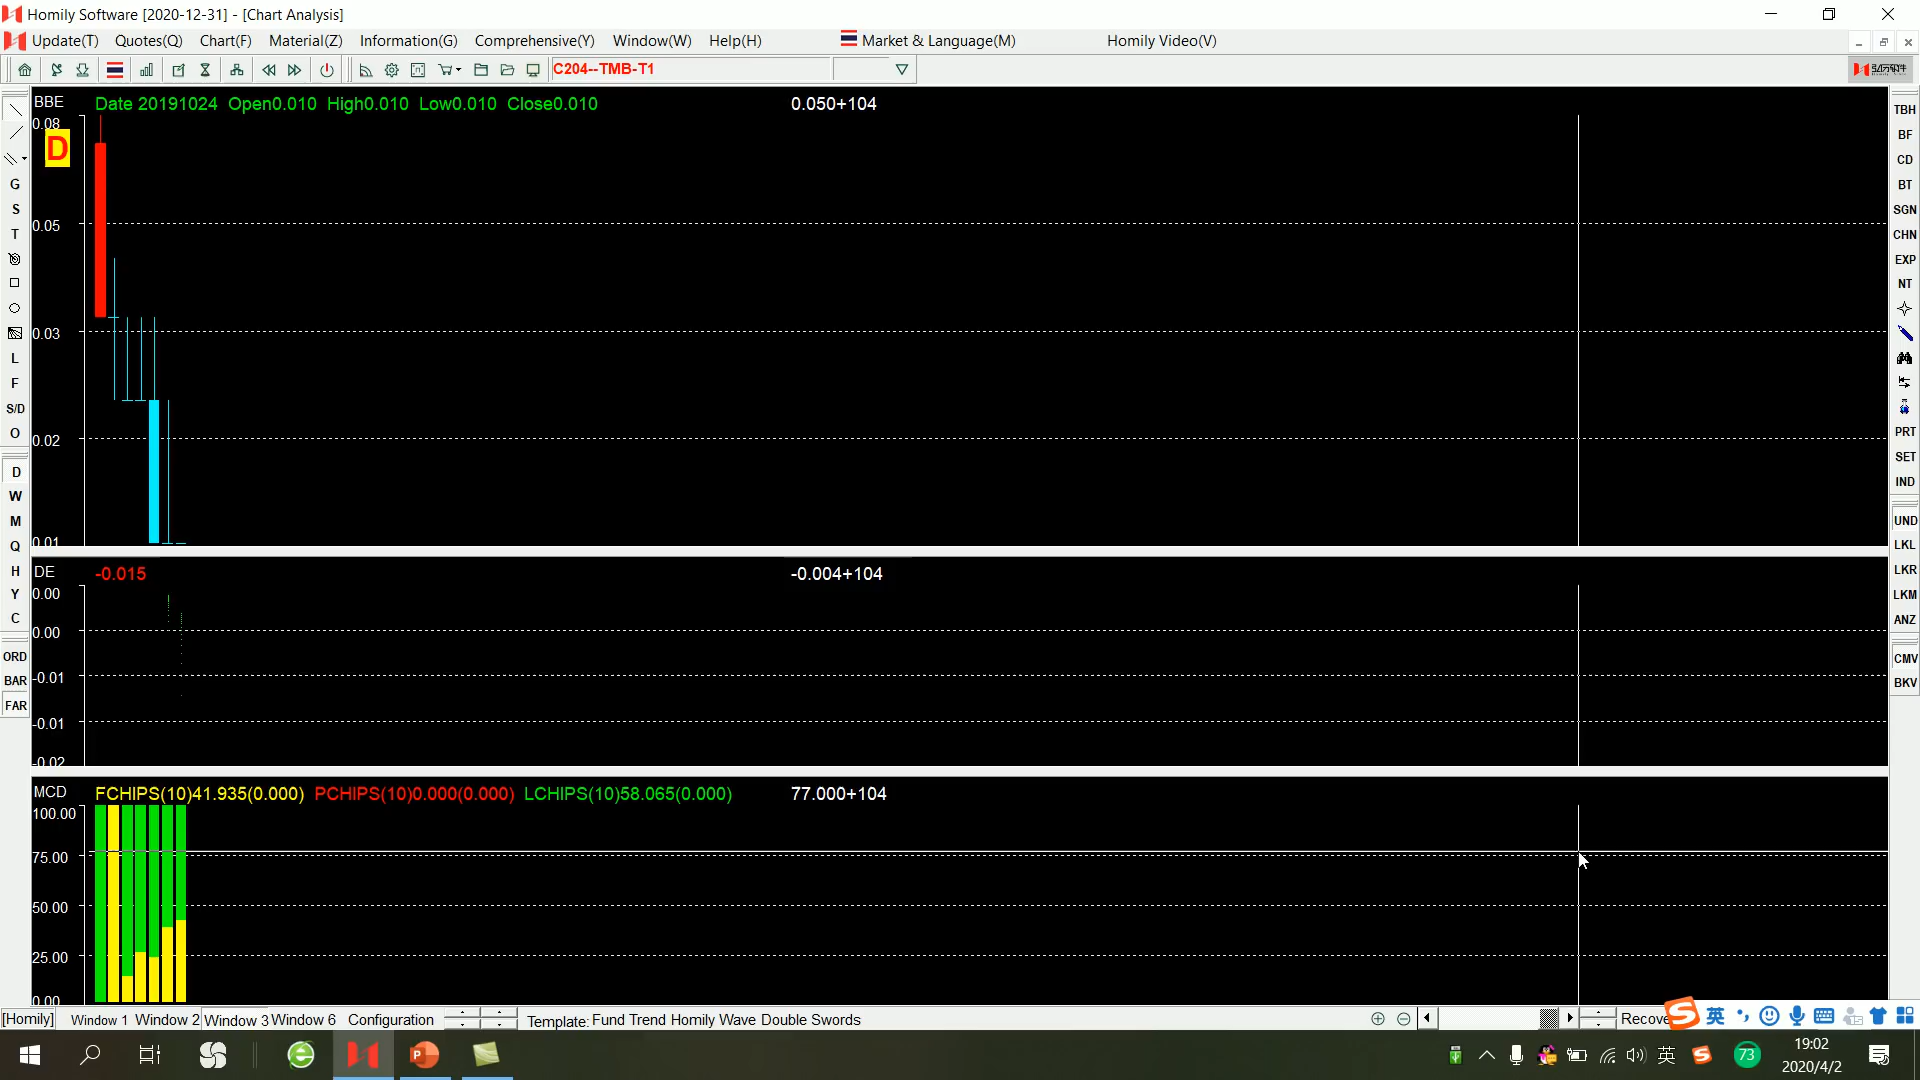 Homily Software [2020-12-31] - [Chart Analysis]
Update(T) Quotes(Q) Chart(F) Material(Z) Information(G) Comprehensive(Y) Window(W) Help(H) Market & Language(M) Homily Video(V)
C204--TMB-T1
BBE Date 20191024 Open0.010 High0.010 Low0.010 Close0.010 0.050+104
0.08
D
0.05
0.03
0.02
0.01
DE -0.015 -0.004+104
0.00
0.00
-0.01
-0.01
-0.02
MCD FCHIPS(10)41.935(0.000) PCHIPS(10)0.000(0.000) LCHIPS(10)58.065(0.000) 77.000+104
100.00
75.00
50.00
25.00
0.00
G
S
T
L
F
S/D
O
D
W
M
Q
H
Y
C
ORD
BAR
FAR
TBH
BF
CD
BT
SGN
CHN
EXP
NT
PRT
SET
IND
UND
LKL
LKR
LKM
ANZ
CMV
BKV
[Homily] Window 1 Window 2 Window 3 Window 6 Configuration Template: Fund Trend Homily Wave Double Swords Recove 英
英 73 19:02
2020/4/2